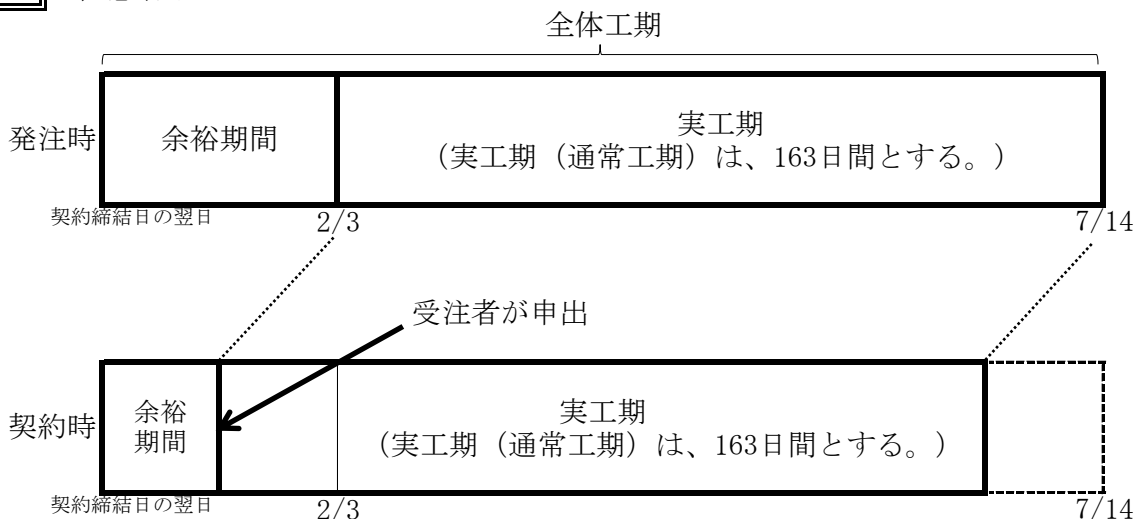 全体工期
発注時
余裕期間
実工期
（実工期（通常工期）は、163日間とする。）
契約締結日の翌日
2/3
7/14
受注者が申出
契約時
余裕
期間
実工期
（実工期（通常工期）は、163日間とする。）
契約締結日の翌日
2/3
7/14